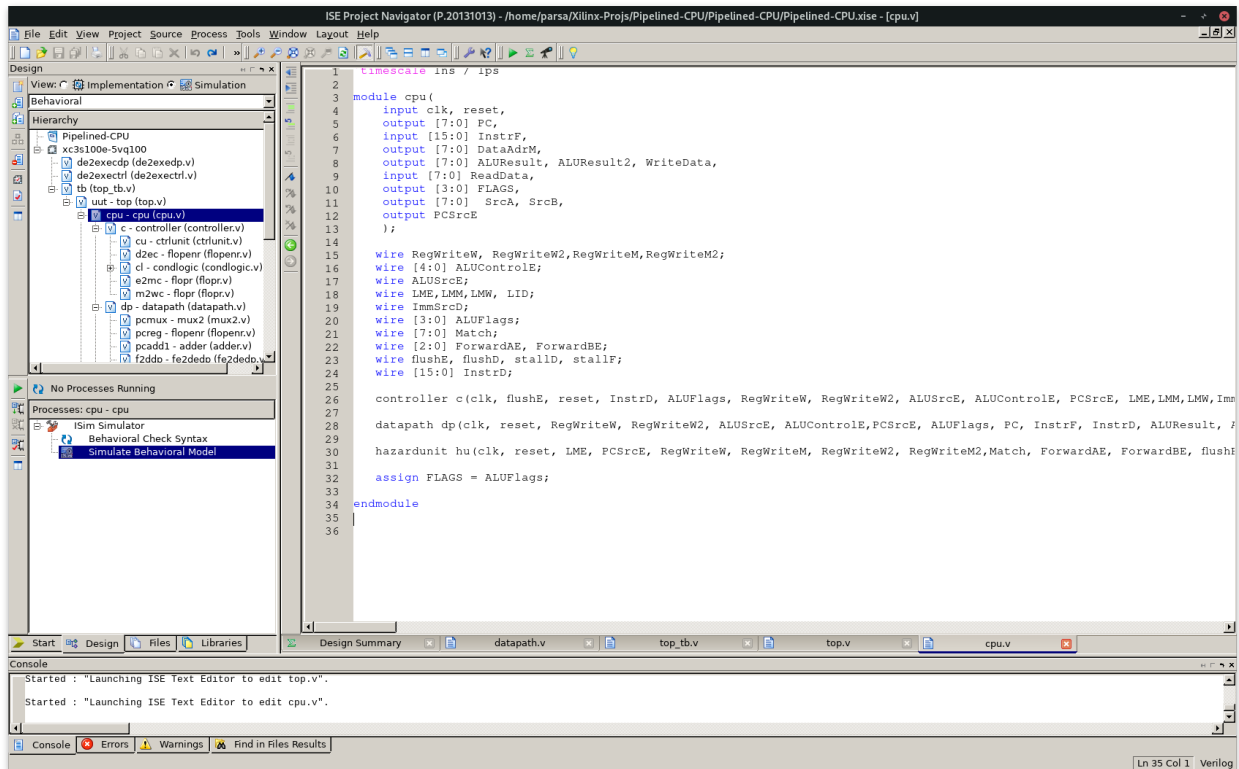 ISE Project Navigator (P.20131013) - /home/parsa/Xilinx-Projs/Pipelined-CPU/Pipelined-CPU/Pipelined-CPU.xise - [cpu.v]
File Edit View Project Source Process Tools Window Layout Help
Design
View: Implementation Simulation
Behavioral
Hierarchy
Pipelined-CPU
xc3s100e-5vq100
de2execdp (de2exedp.v)
de2exectrl (de2exectrl.v)
tb (top_tb.v)
uut - top (top.v)
cpu - cpu (cpu.v)
c - controller (controller.v)
cu - ctrlunit (ctrlunit.v)
d2ec - flopenr (flopenr.v)
cl - condlogic (condlogic.v)
e2mc - flopr (flopr.v)
m2wc - flopr (flopr.v)
dp - datapath (datapath.v)
pcmux - mux2 (mux2.v)
pcreg - flopenr (flopenr.v)
pcadd1 - adder (adder.v)
f2ddp - fe2dedp (fe2dedp.v
No Processes Running
Processes: cpu - cpu
ISim Simulator
Behavioral Check Syntax
Simulate Behavioral Model
Start Design Files Libraries
1 `timescale 1ns / 1ps
2
3 module cpu(
4 input clk, reset,
5 output [7:0] PC,
6 input [15:0] InstrF,
7 output [7:0] DataAdrM,
8 output [7:0] ALUResult, ALUResult2, WriteData,
9 input [7:0] ReadData,
10 output [3:0] FLAGS,
11 output [7:0]  SrcA, SrcB,
12 output PCSrcE
13 );
14
15 wire RegWriteW, RegWriteW2,RegWriteM,RegWriteM2;
16 wire [4:0] ALUControlE;
17 wire ALUSrcE;
18 wire LME,LMM,LMW, LID;
19 wire ImmSrcD;
20 wire [3:0] ALUFlags;
21 wire [7:0] Match;
22 wire [2:0] ForwardAE, ForwardBE;
23 wire flushE, flushD, stallD, stallF;
24 wire [15:0] InstrD;
25
26 controller c(clk, flushE, reset, InstrD, ALUFlags, RegWriteW, RegWriteW2, ALUSrcE, ALUControlE, PCSrcE, LME,LMM,LMW,Imm
27
28 datapath dp(clk, reset, RegWriteW, RegWriteW2, ALUSrcE, ALUControlE,PCSrcE, ALUFlags, PC, InstrF, InstrD, ALUResult,
29
30 hazardunit hu(clk, reset, LME, PCSrcE, RegWriteW, RegWriteM, RegWriteW2, RegWriteM2,Match, ForwardAE, ForwardBE, flush
31
32 assign FLAGS = ALUFlags;
33
34 endmodule
35
36
Design Summary datapath.v top_tb.v top.v cpu.v
Console
Started : "Launching ISE Text Editor to edit top.v".
Started : "Launching ISE Text Editor to edit cpu.v".
Console Errors Warnings Find in Files Results
Ln 35 Col 1 Verilog